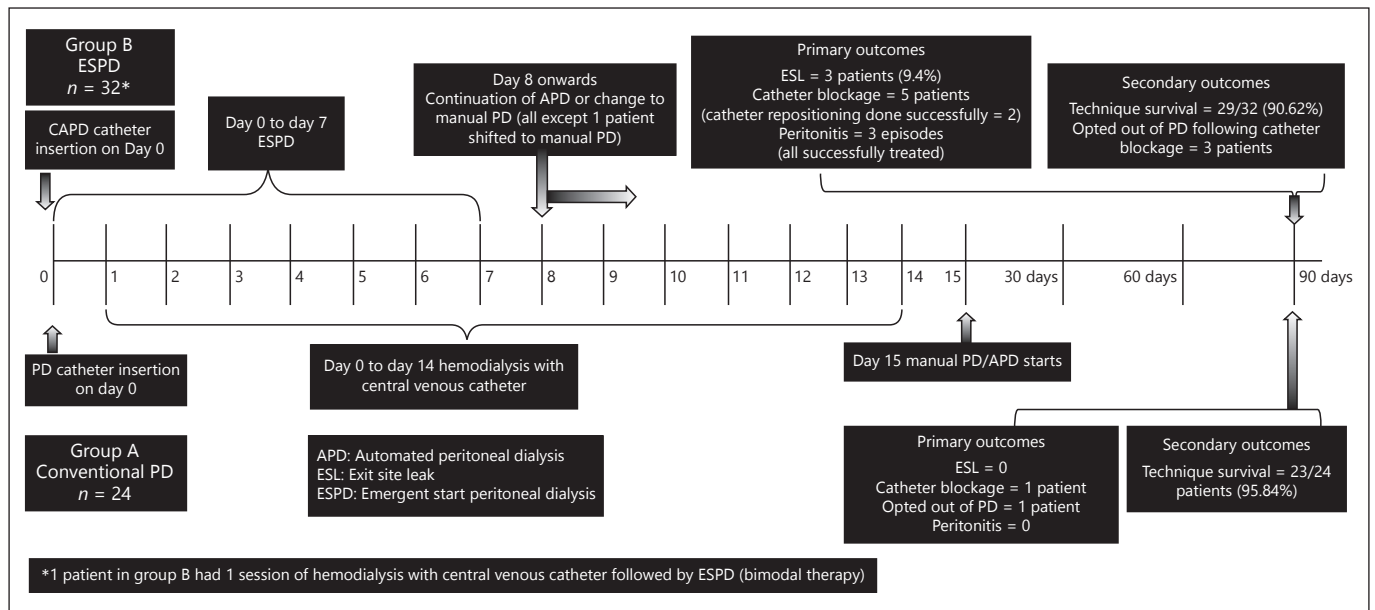 Group B
ESPD
n = 32*
CAPD catheter
insertion on Day 0
Day 0 to day 7
ESPD
Day 8 onwards
Continuation of APD or change to
manual PD (all except 1 patient
shifted to manual PD)
Primary outcomes
ESL = 3 patients (9.4%)
Catheter blockage = 5 patients
(catheter repositioning done successfully = 2)
Peritonitis = 3 episodes
(all successfully treated)
Secondary outcomes
Technique survival = 29/32 (90.62%)
Opted out of PD following catheter
blockage = 3 patients
0 1 2 3 4 5 6 7 8 9 10 11 12 13 14 15 30 days 60 days 90 days
PD catheter insertion
on day 0
Day 0 to day 14 hemodialysis with
central venous catheter
Day 15 manual PD/APD starts
Group A
Conventional PD
n = 24
APD: Automated peritoneal dialysis
ESL: Exit site leak
ESPD: Emergent start peritoneal dialysis
Primary outcomes
ESL = 0
Catheter blockage = 1 patient
Opted out of PD = 1 patient
Peritonitis = 0
Secondary outcomes
Technique survival = 23/24
patients (95.84%)
*1 patient in group B had 1 session of hemodialysis with central venous catheter followed by ESPD (bimodal therapy)